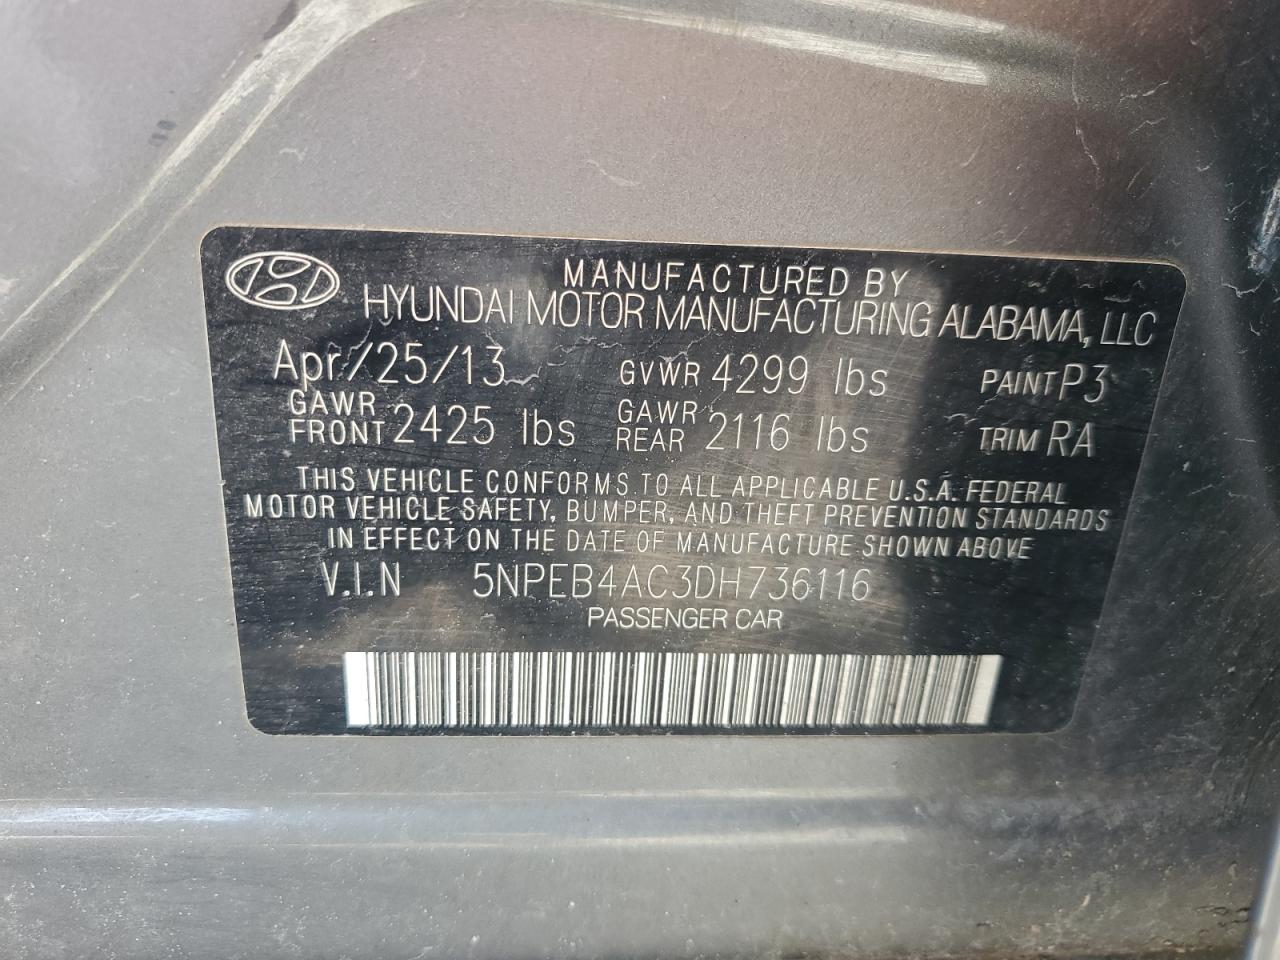 MANUFACTURED BY
HYUNDAI MOTOR MANUFACTURING ALABAMA, LLC
Apr/25/13 GVWR 4299 lbs PAINT P3
GAWR FRONT 2425 lbs GAWR REAR 2116 lbs TRIM RA
THIS VEHICLE CONFORMS TO ALL APPLICABLE U.S.A. FEDERAL
MOTOR VEHICLE SAFETY, BUMPER, AND THEFT PREVENTION STANDARDS
IN EFFECT ON THE DATE OF MANUFACTURE SHOWN ABOVE
V.I.N 5NPEB4AC3DH736116
PASSENGER CAR